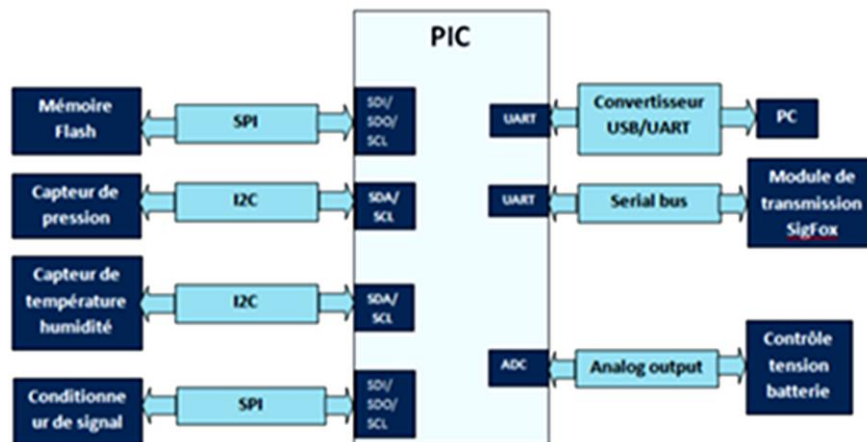 PIC
Mémoire
Flash
SPI
SDI/
SDO/
SCL
UART
Convertisseur
USB/UART
PC
Capteur de
pression
I2C
SDA/
SCL
UART
Serial bus
Module de
transmission
SigFox
Capteur de
température
humidité
I2C
SDA/
SCL
ADC
Analog output
Contrôle
tension
batterie
Conditionne
ur de signal
SPI
SDI/
SDO/
SCL